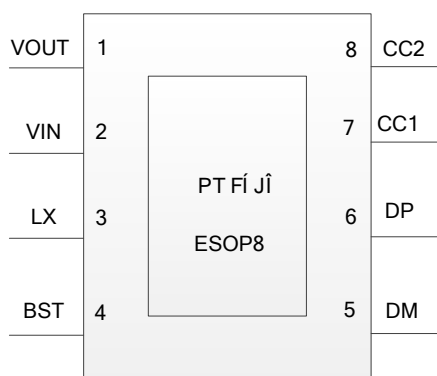 VOUT 1 8 CC2
VIN 2 7 CC1
PT FÍ JÎ
LX 3 6 DP
ESOP8
BST 4 5 DM